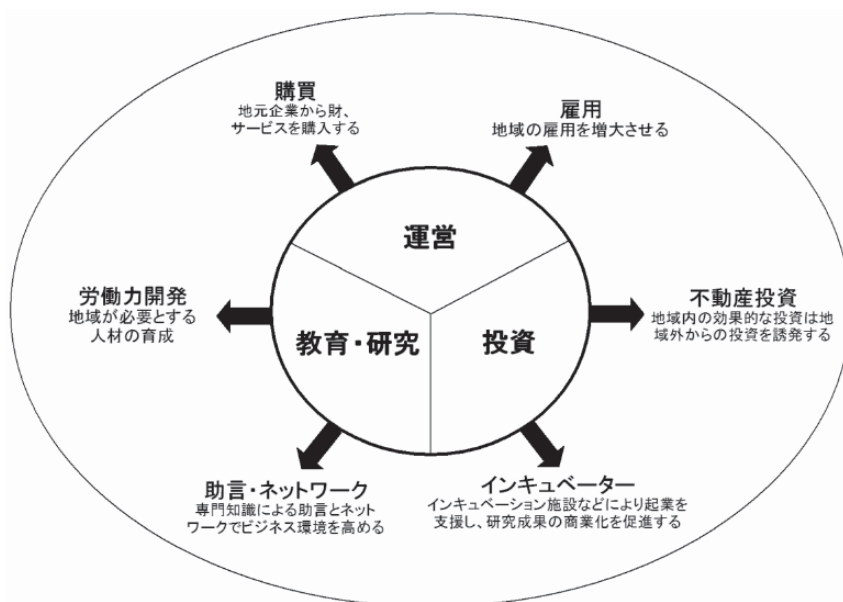 購買
地元企業から財、
サービスを購入する
雇用
地域の雇用を増大させる
運営
労働力開発
地域が必要とする
人材の育成
教育・研究
投資
不動産投資
地域内の効果的な投資は地
域外からの投資を誘発する
助言・ネットワーク
専門知識による助言とネット
ワークでビジネス環境を高める
インキュベーター
インキュベーション施設などにより起業を
支援し、研究成果の商業化を促進する